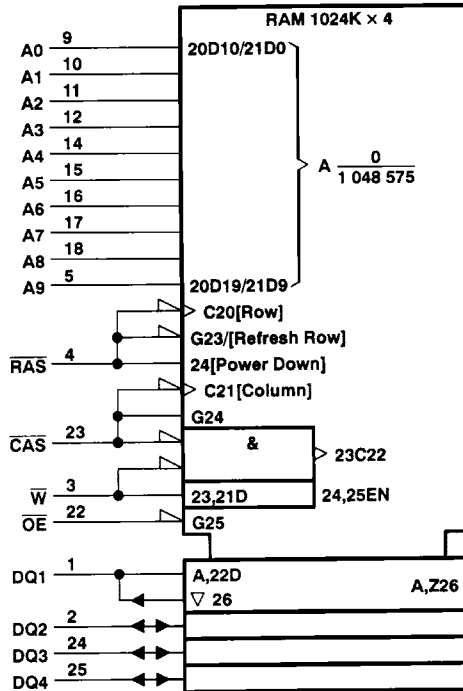 RAM 1024K × 4
A0 9 20D10/21D0
A1 10
A2 11
A3 12
A4 14
A5 15
A6 16
A7 17
A8 18
A9 5 20D19/21D9
A 0
1 048 575
C20[Row]
G23/[Refresh Row]
RAS 4 24[Power Down]
C21[Column]
G24
CAS 23 &
23C22
W 3 23,21D 24,25EN
OE 22 G25
DQ1 1 A,22D A,Z26
26
DQ2 2
DQ3 24
DQ4 25